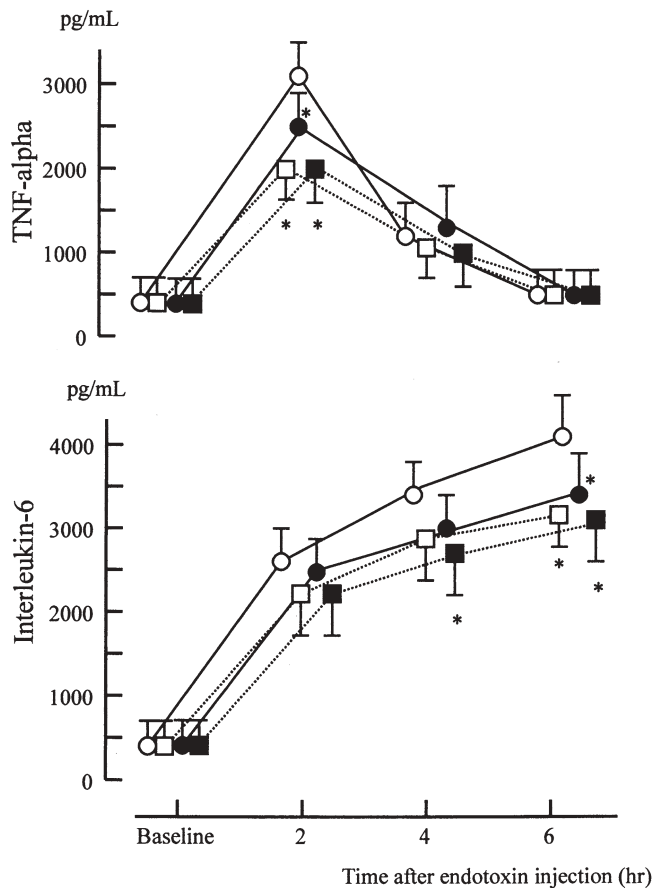 pg/mL
TNF-alpha
3000
2000
1000
0
*
* *
pg/mL
Interleukin-6
4000
3000
2000
1000
0
*
*
* *
Baseline 2 4 6
Time after endotoxin injection (hr)